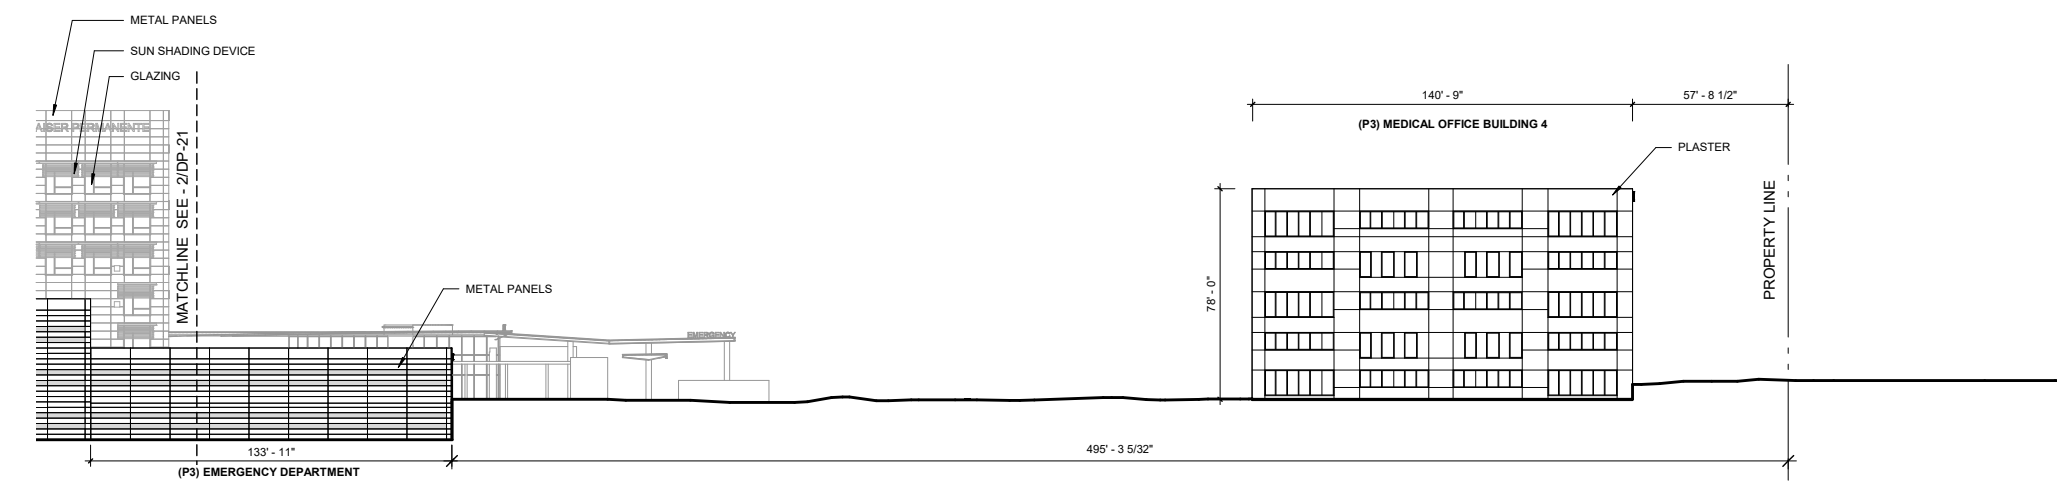 METAL PANELS
SUN SHADING DEVICE
GLAZING
AISER PERMANENTE
MATCHLINE SEE - 2/DP-21
METAL PANELS
EMERGENCY
133' - 11"
(P3) EMERGENCY DEPARTMENT
495' - 3 5/32"
78' - 0"
140' - 9"
(P3) MEDICAL OFFICE BUILDING 4
57' - 8 1/2"
PLASTER
PROPERTY LINE